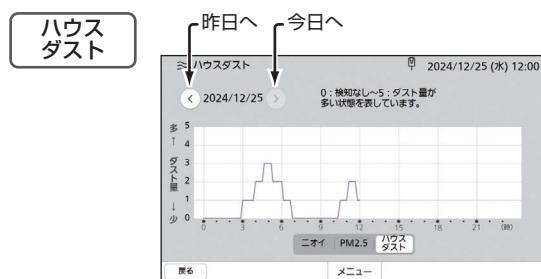 ハウス
ダスト
昨日へ 今日へ
ハウスダスト 2024/12/25 (水) 12:00
< 2024/12/25 >
0：検知なし～5：ダスト量が
多い状態を表しています。
多 ↑ ダスト量 ↓ 少
5
4
3
2
1
0
0 3 6 9 12 15 18 21 (時)
ニオイ PM2.5 ハウス
ダスト
戻る メニュー